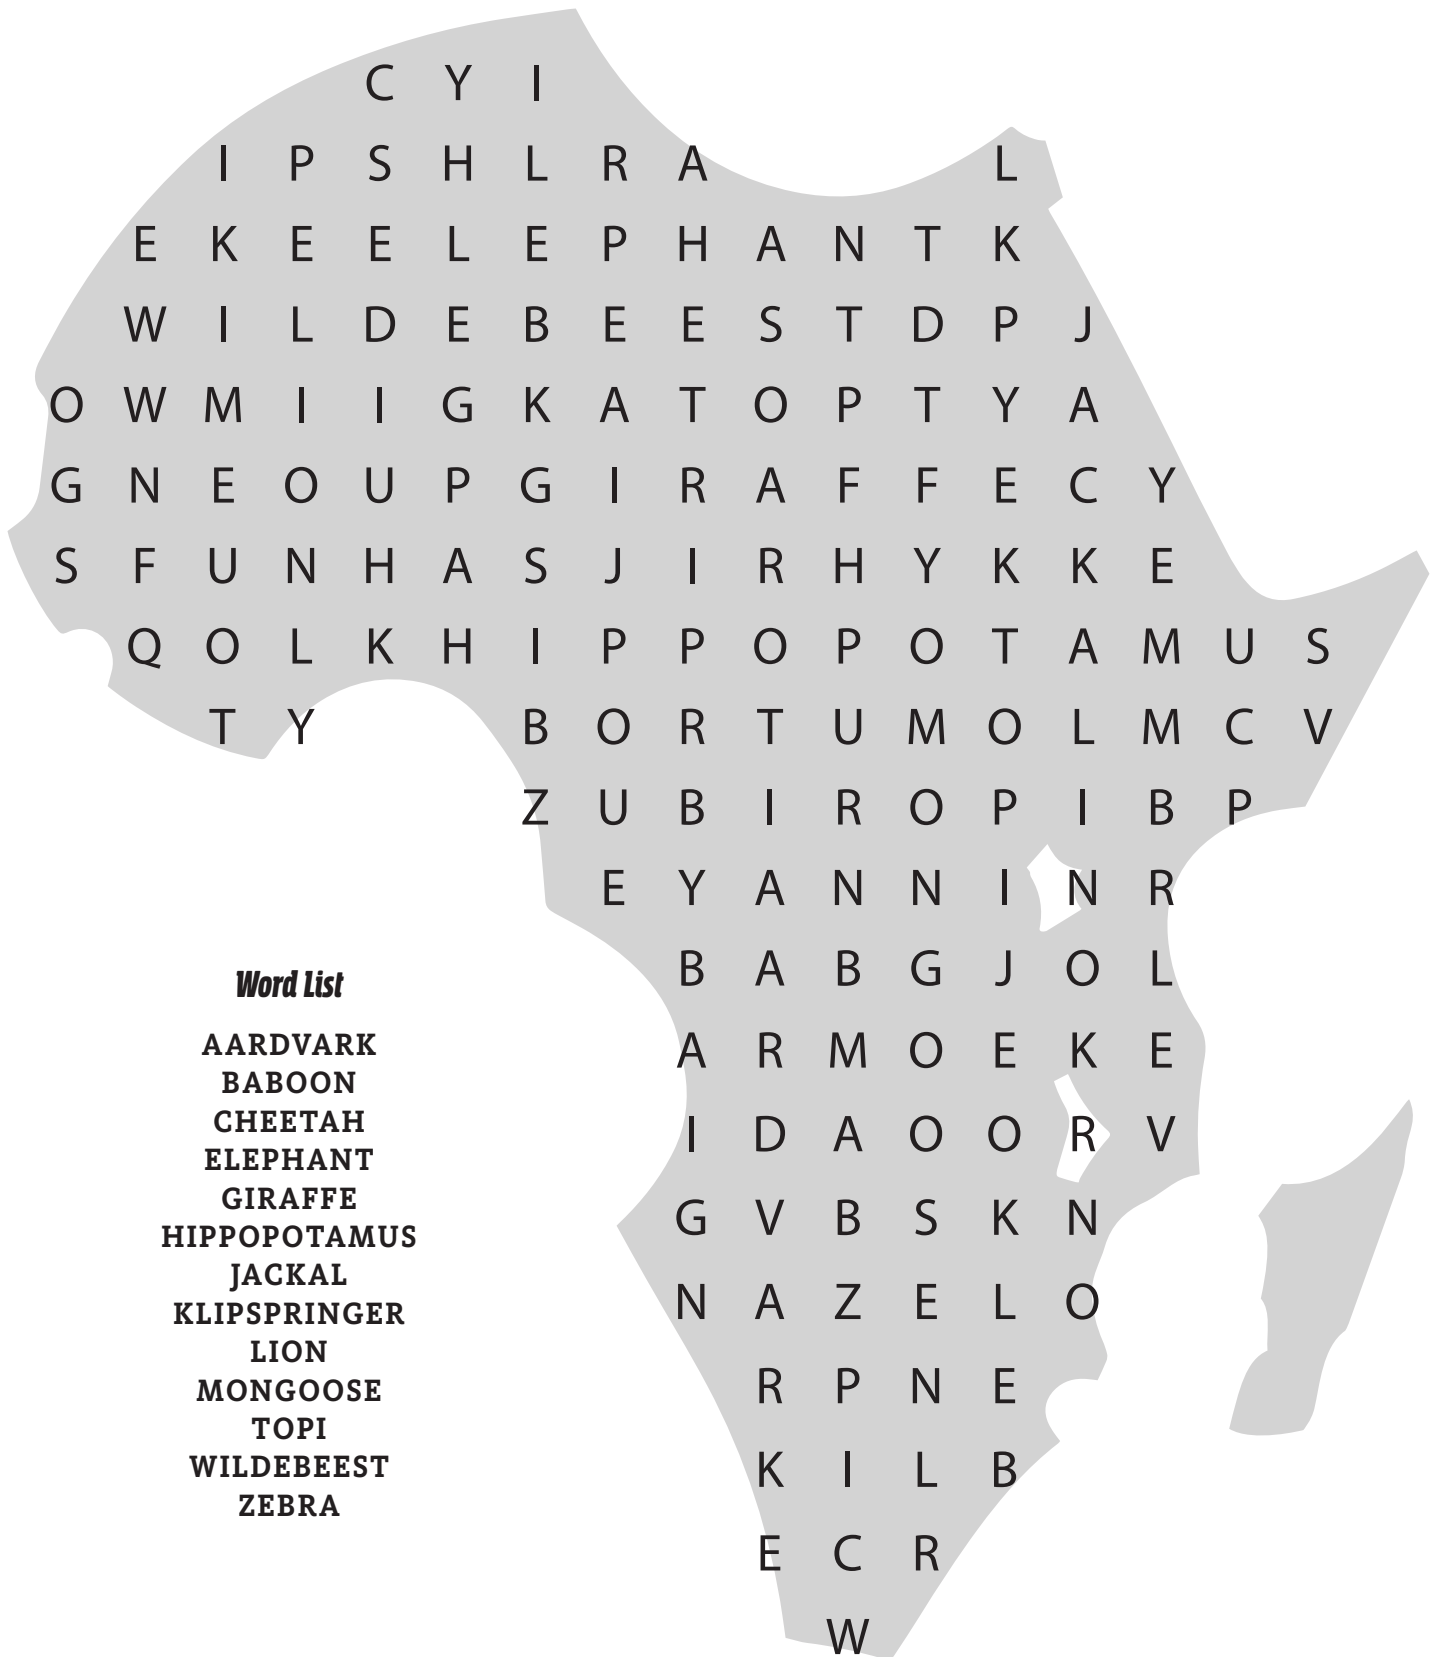 C Y I
I P S H L R A L
E K E E L E P H A N T K
W I L D E B E E S T D P J
O W M I I G K A T O P T Y A
G N E O U P G I R A F F E C Y
S F U N H A S J I R H Y K K E
Q O L K H I P P O P O T A M U S
T Y B O R T U M O L M C V
Z U B I R O P I B P
E Y A N N I N R
B A B G J O L
A R M O E K E
I D A O O R V
G V B S K N
N A Z E L O
R P N E
K I L B
E C R
W
Word List
AARDVARK
BABOON
CHEETAH
ELEPHANT
GIRAFFE
HIPPOPOTAMUS
JACKAL
KLIPSPRINGER
LION
MONGOOSE
TOPI
WILDEBEEST
ZEBRA